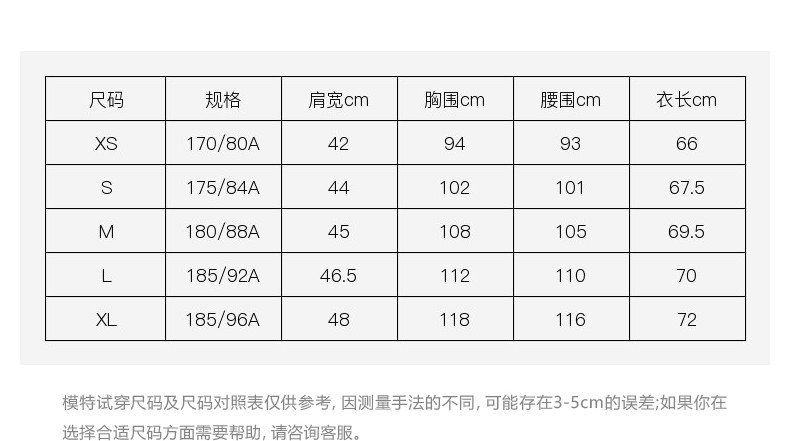 尺码 规格 肩宽cm 胸围cm 腰围cm 衣长cm
XS 170/80A 42 94 93 66
S 175/84A 44 102 101 67.5
M 180/88A 45 108 105 69.5
L 185/92A 46.5 112 110 70
XL 185/96A 48 118 116 72
模特试穿尺码及尺码对照表仅供参考, 因测量手法的不同, 可能存在3-5cm的误差;如果你在
选择合适尺码方面需要帮助, 请咨询客服。